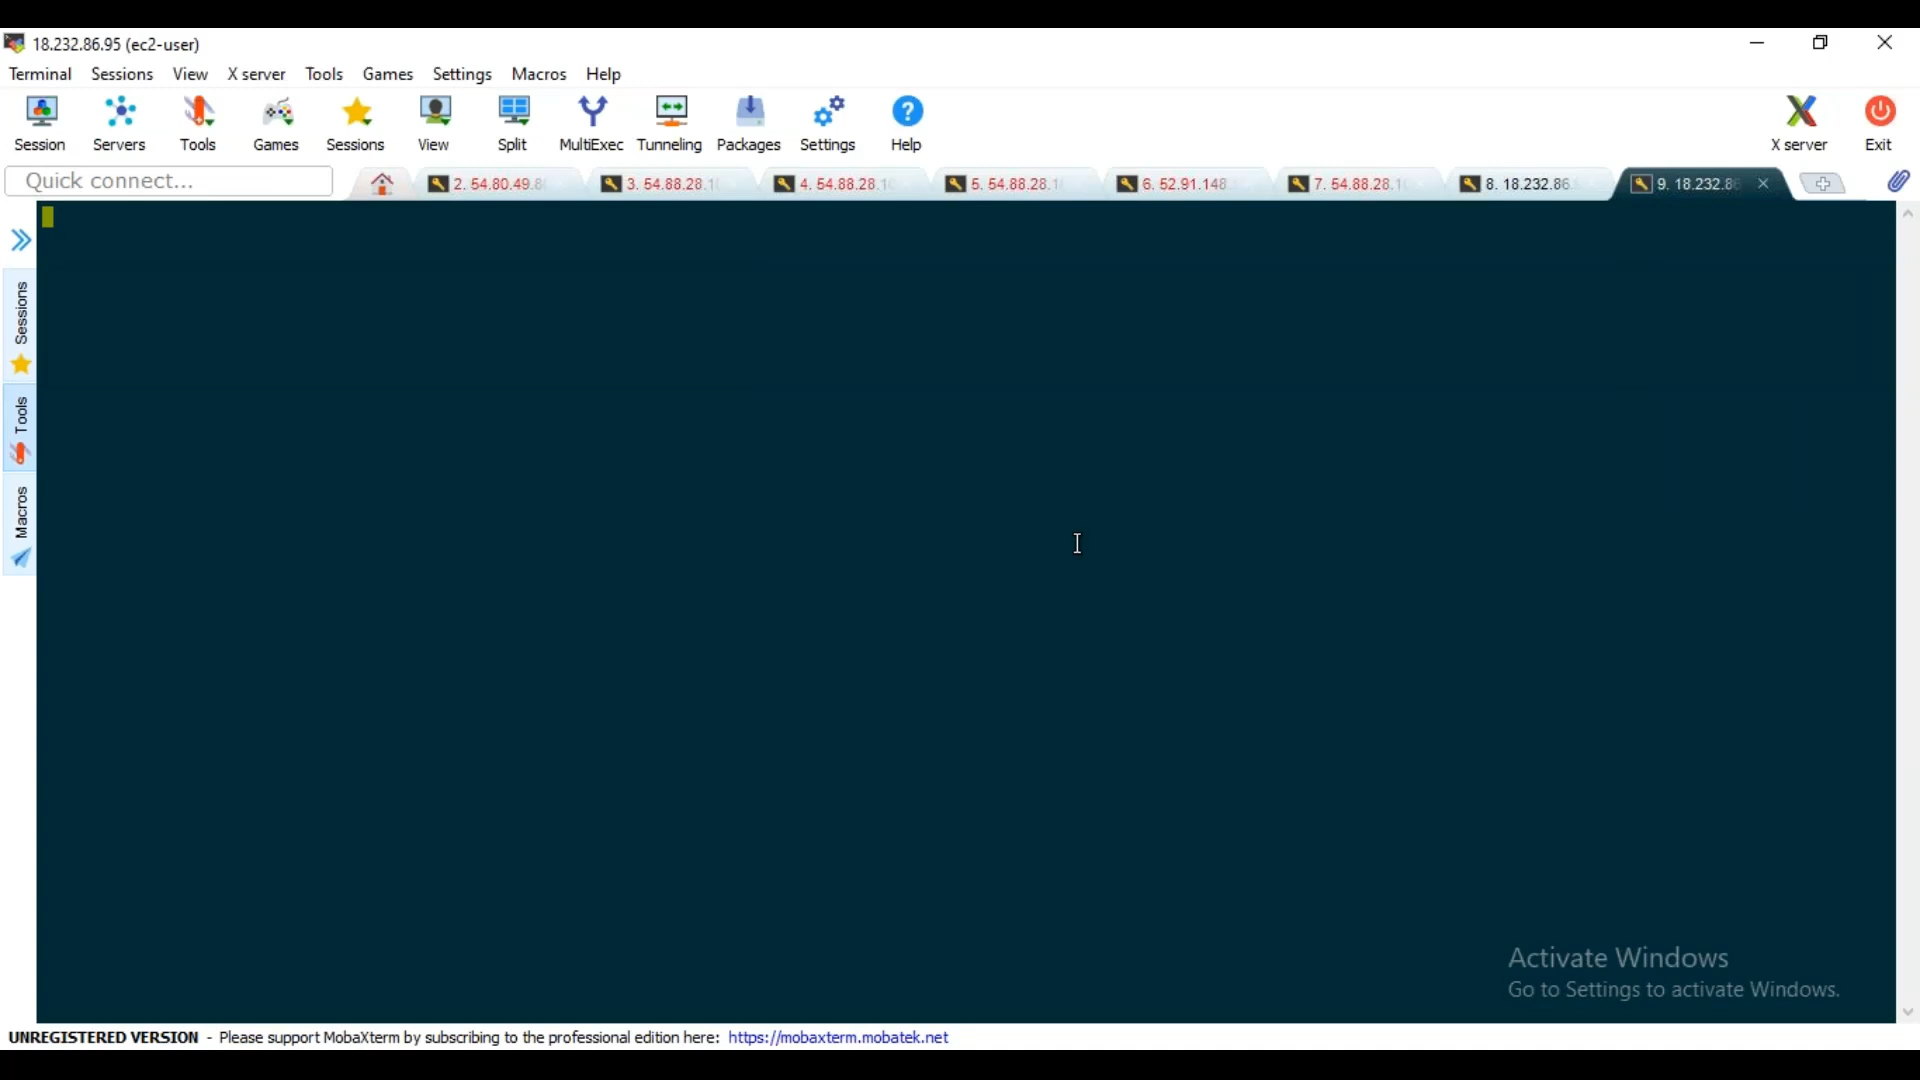 18.232.86.95 (ec2-user)
Terminal Sessions View X server Tools Games Settings Macros Help
Session Servers Tools Games Sessions View Split MultiExec Tunneling Packages Settings Help X server Exit
Quick connect... 2. 54.80.49.8 3. 54.88.28.1 4. 54.88.28.1 5. 54.88.28.1 6. 52.91.148 7. 54.88.28.1 8. 18.232.86. 9. 18.232.86
Sessions
Tools
Macros
Activate Windows
Go to Settings to activate Windows.
UNREGISTERED VERSION - Please support MobaXterm by subscribing to the professional edition here: https://mobaxterm.mobatek.net